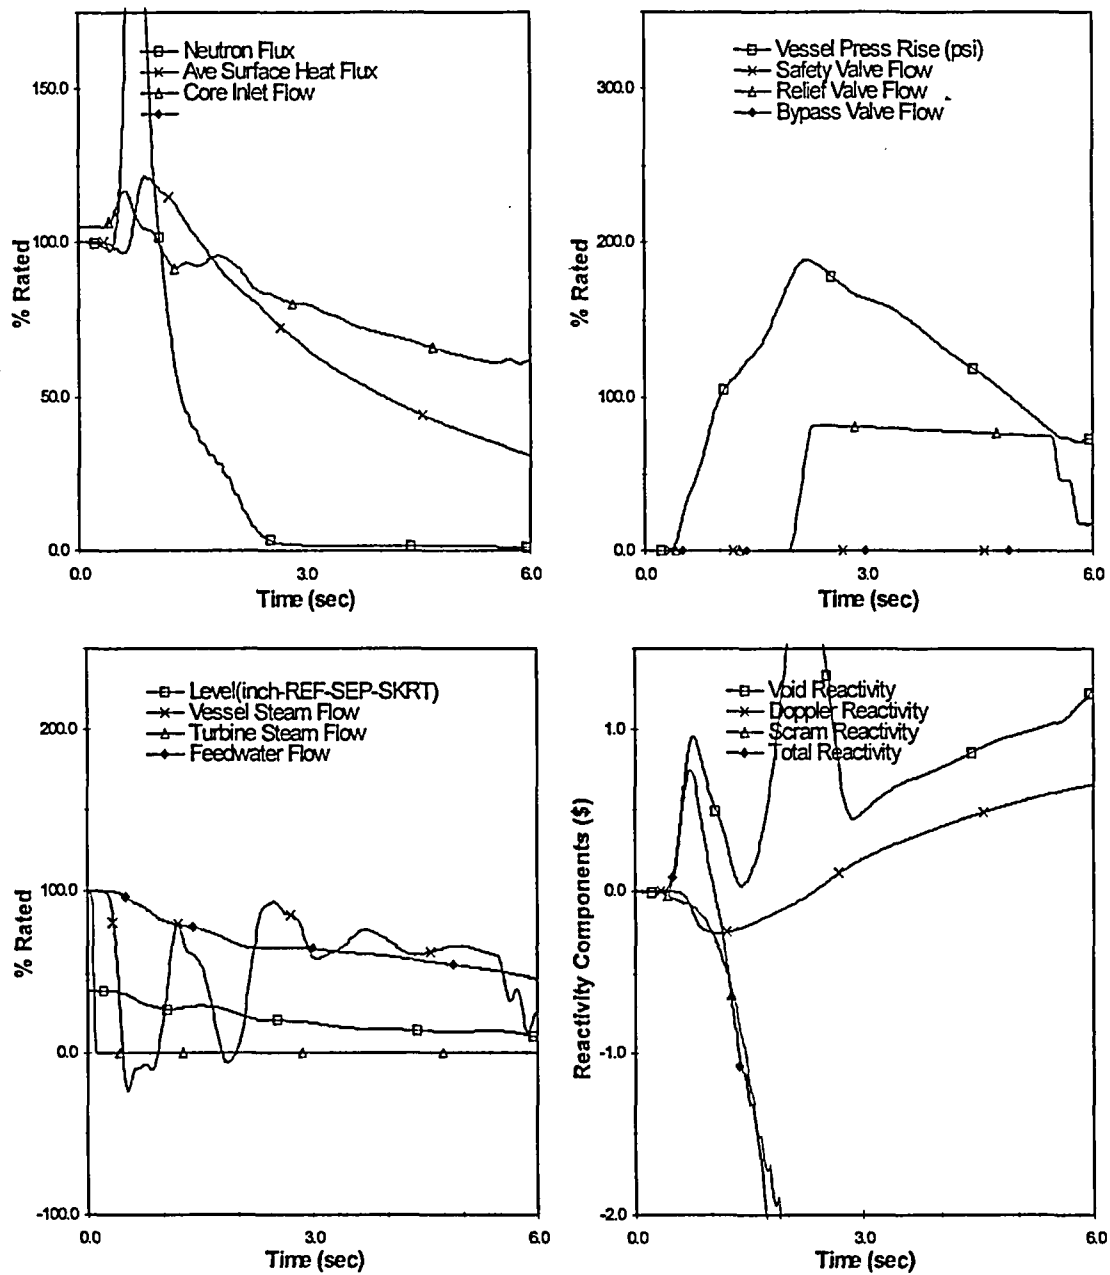 Neutron Flux
Ave Surface Heat Flux
Core Inlet Flow
150.0
100.0
50.0
0.0
% Rated
0.0
3.0
6.0
Time (sec)
Vessel Press Rise (psi)
Safety Valve Flow
Relief Valve Flow
Bypass Valve Flow
300.0
200.0
100.0
0.0
% Rated
0.0
3.0
6.0
Time (sec)
Level(inch-REF-SEP-SKRT)
Vessel Steam Flow
Turbine Steam Flow
Feedwater Flow
200.0
100.0
0.0
-100.0
% Rated
0.0
3.0
6.0
Time (sec)
Void Reactivity
Doppler Reactivity
Scram Reactivity
Total Reactivity
1.0
0.0
-1.0
-2.0
Reactivity Components ($)
0.0
3.0
6.0
Time (sec)